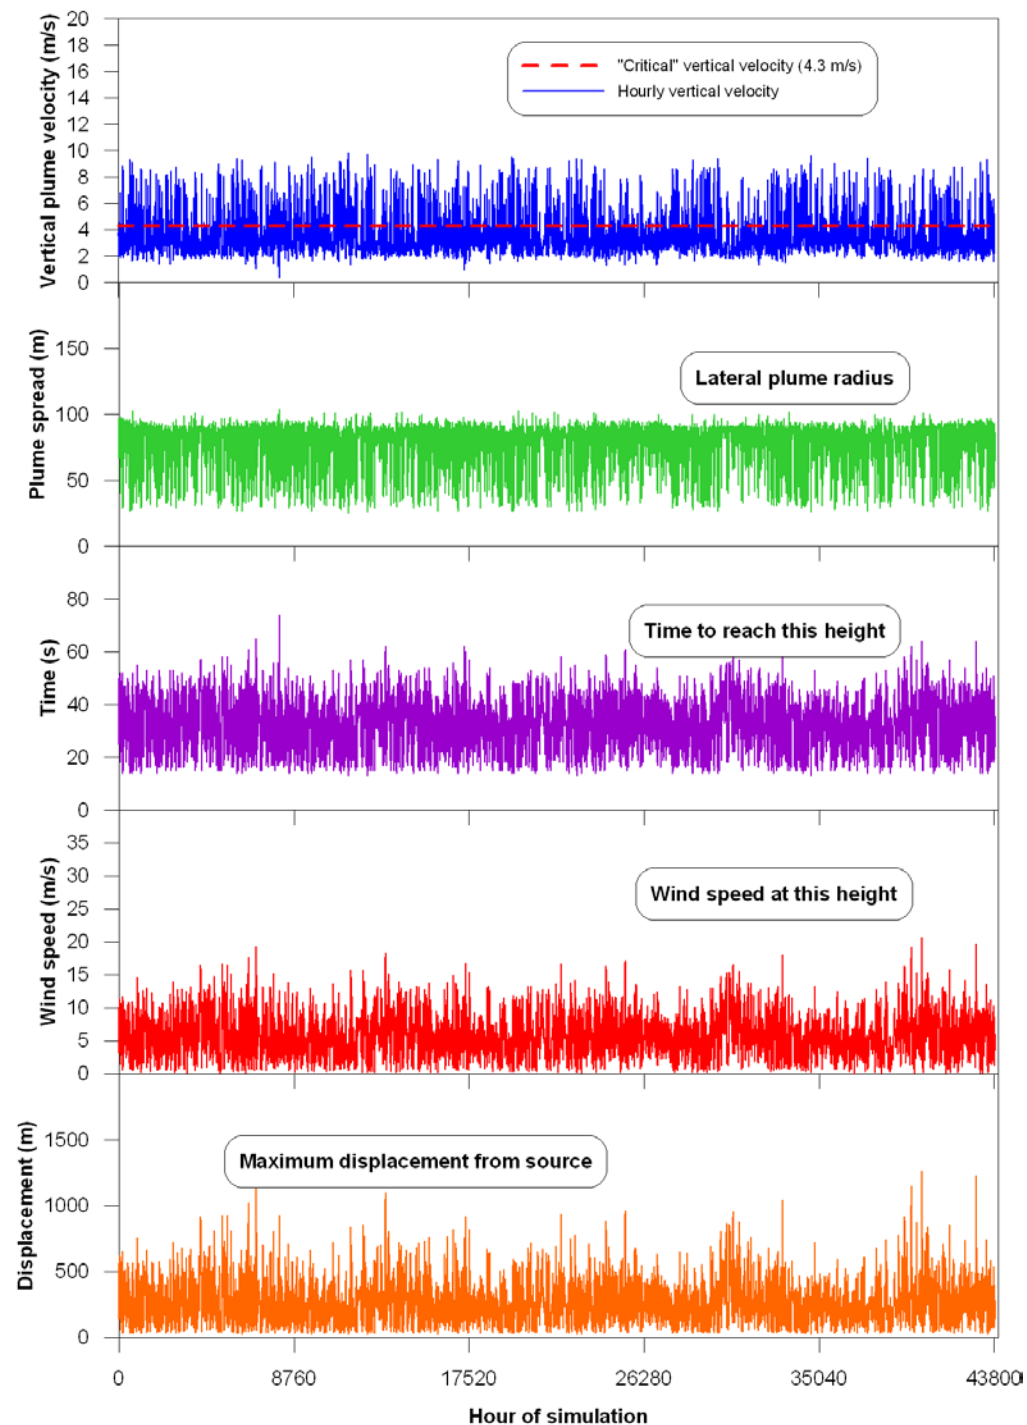 Vertical plume velocity (m/s)
20
18
16
14
12
10
8
6
4
2
0
"Critical" vertical velocity (4.3 m/s)
Hourly vertical velocity
Plume spread (m)
150
100
50
0
Lateral plume radius
Time (s)
80
60
40
20
0
Time to reach this height
Wind speed (m/s)
35
30
25
20
15
10
5
0
Wind speed at this height
Displacement (m)
1500
1000
500
0
Maximum displacement from source
0 8760 17520 26280 35040 43800
Hour of simulation